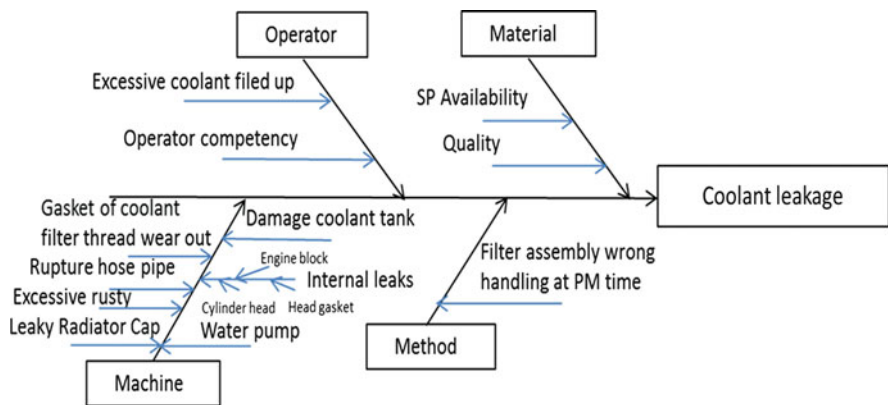 Operator
Material
Excessive coolant filed up
SP Availability
Operator competency
Quality
Coolant leakage
Gasket of coolant
filter thread wear out
Damage coolant tank
Rupture hose pipe
Engine block
Internal leaks
Filter assembly wrong
handling at PM time
Excessive rusty
Cylinder head
Head gasket
Leaky Radiator Cap
Water pump
Method
Machine